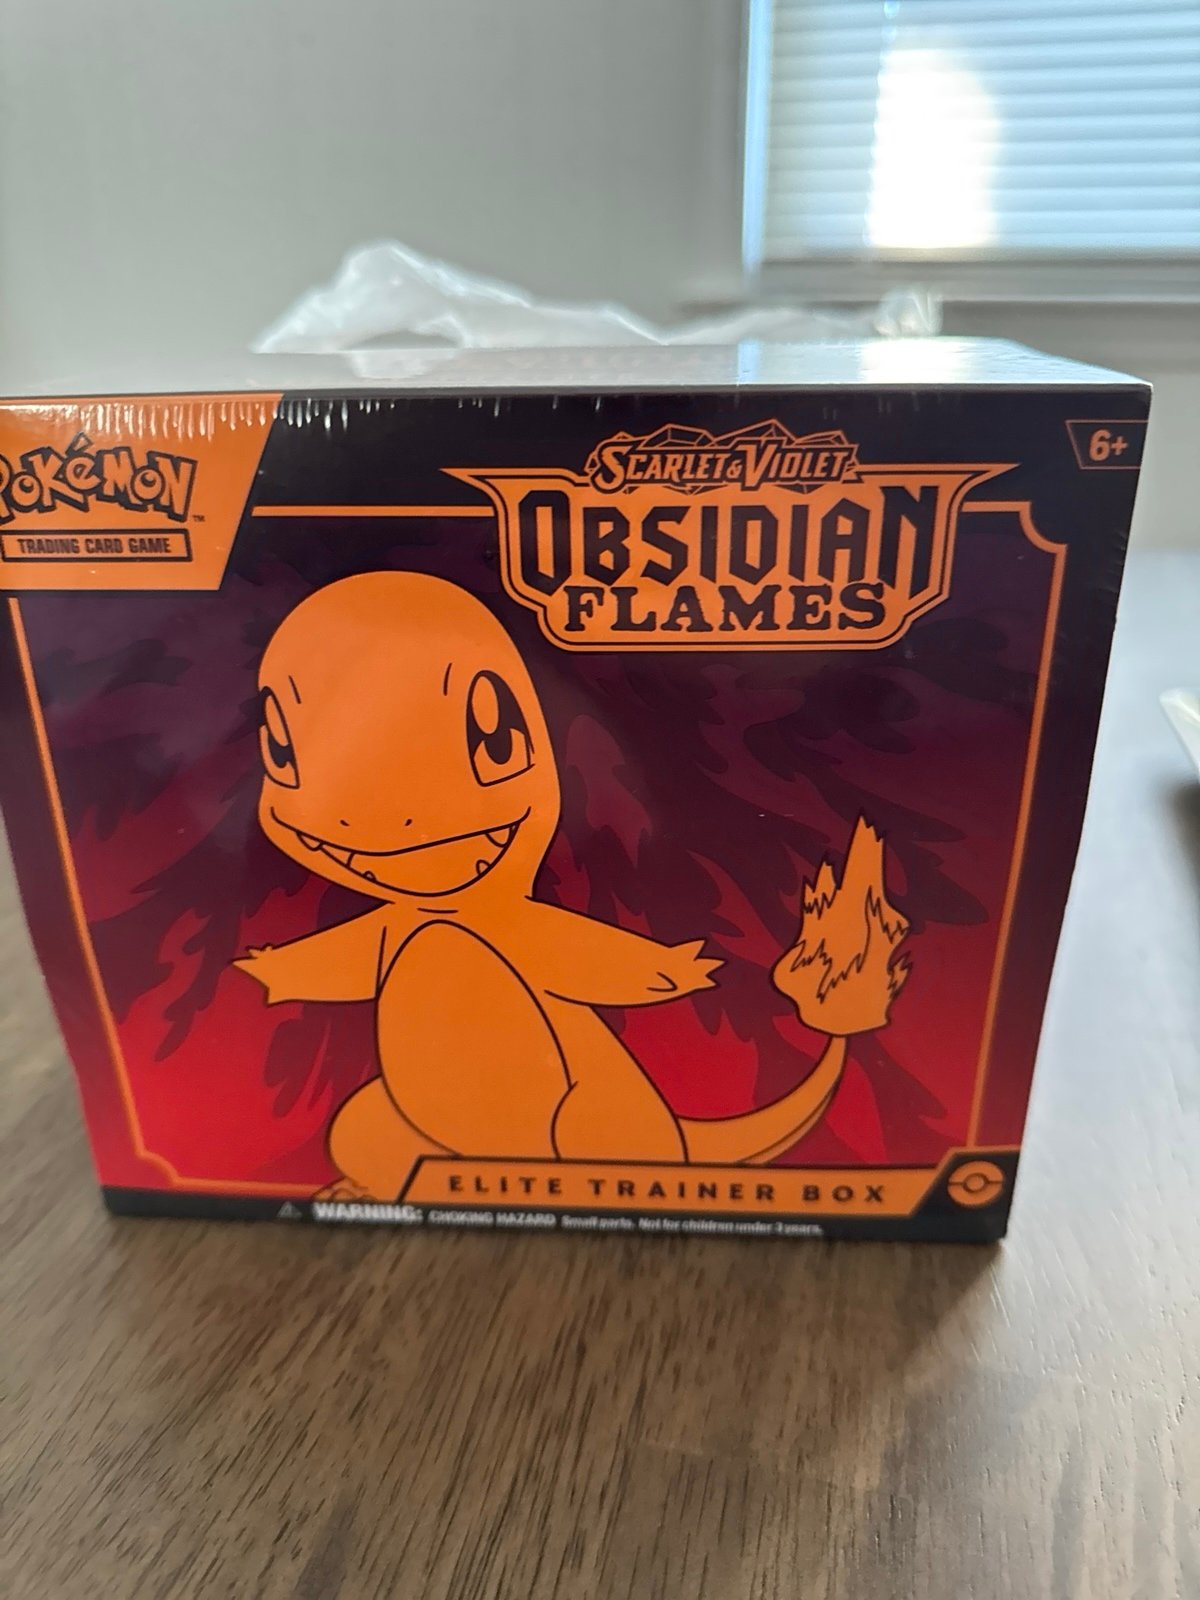 POKéMON™
TRADING CARD GAME
SCARLET & VIOLET
OBSIDIAN
FLAMES
6+
ELITE TRAINER BOX
WARNING: CHOKING HAZARD Small parts. Not for children under 3 years.